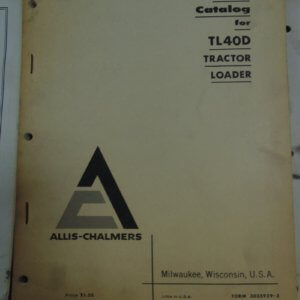 Catalog
for
TL40D
TRACTOR
LOADER
ALLIS-CHALMERS
Milwaukee, Wisconsin, U.S.A.